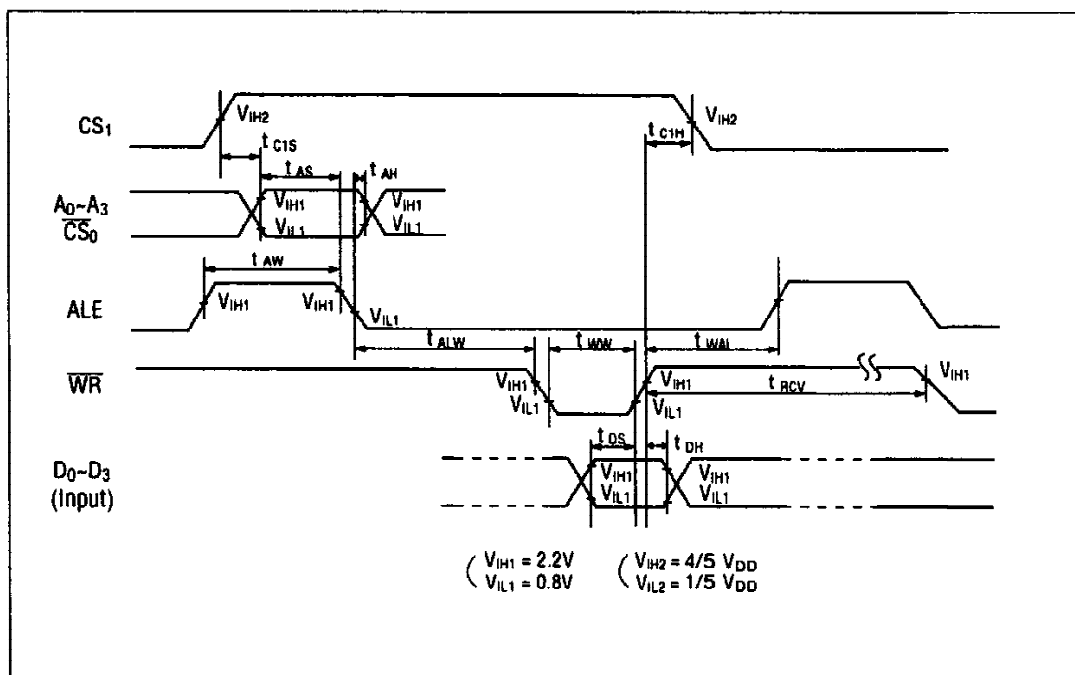 CS1
VIH2
VIH2
t C1S
t C1H
t AS
t AH
A0~A3
CS0
VIH1
VIL1
VIH1
VIL1
t AW
ALE
VIH1
VIH1
VIL1
t ALW
t WW
t WAL
WR
VIH1
VIL1
VIH1
VIL1
t RCV
VIH1
t DS
t DH
D0~D3
(Input)
VIH1
VIL1
VIH1
VIL1
( VIH1 = 2.2V
VIL1 = 0.8V
( VIH2 = 4/5 VDD
VIL2 = 1/5 VDD